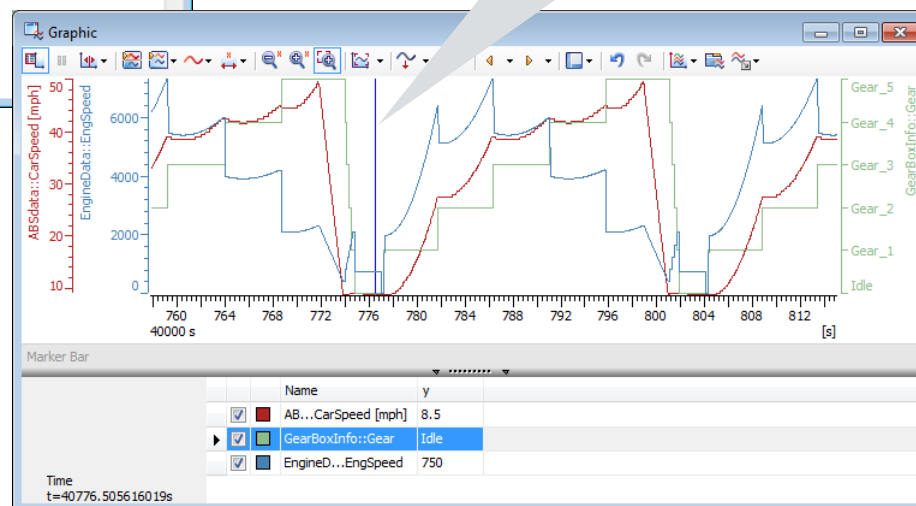 Graphic
ABSdata::CarSpeed [mph]
50
40
30
20
10
EngineData::EngSpeed
6000
4000
2000
0
Gear_5
Gear_4
Gear_3
Gear_2
Gear_1
Idle
GearBoxInfo::Gear
760 764 768 772 776 780 784 788 792 796 800 804 808 812
40000 s [s]
Marker Bar
Name y
AB...CarSpeed [mph] 8.5
GearBoxInfo::Gear Idle
EngineD...EngSpeed 750
Time
t=40776.505616019s